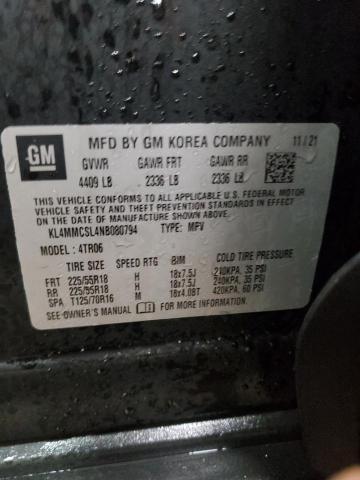 GM
MFD BY GM KOREA COMPANY 11/21
GVWR GAWR FRT GAWR RR
4409 LB 2336 LB 2336 LB
THIS VEHICLE CONFORMS TO ALL APPLICABLE U.S. FEDERAL MOTOR
VEHICLE SAFETY, BUMPER, AND THEFT PREVENTION STANDARDS IN
EFFECT ON THE DATE OF MANUFACTURE SHOWN ABOVE.
KL4MMCSL4NB080794 TYPE: MPV
MODEL: 4TR06
TIRE SIZE SPEED RTG RIM COLD TIRE PRESSURE
FRT 225/55R18 H 18x7.5J 240KPA, 35 PSI
RR 225/55R18 H 18x7.5J 240KPA, 35 PSI
SPA T125/70R16 M 16x4.0BT 420KPA, 60 PSI
SEE OWNER'S MANUAL